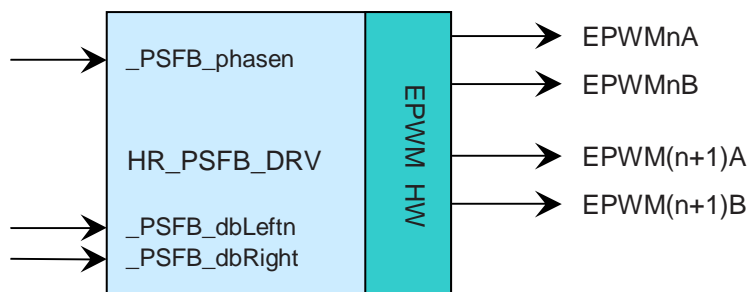 _PSFB_phasen
HR_PSFB_DRV
_PSFB_dbLeftn
_PSFB_dbRight
EPWM HW
EPWMnA
EPWMnB
EPWM(n+1)A
EPWM(n+1)B